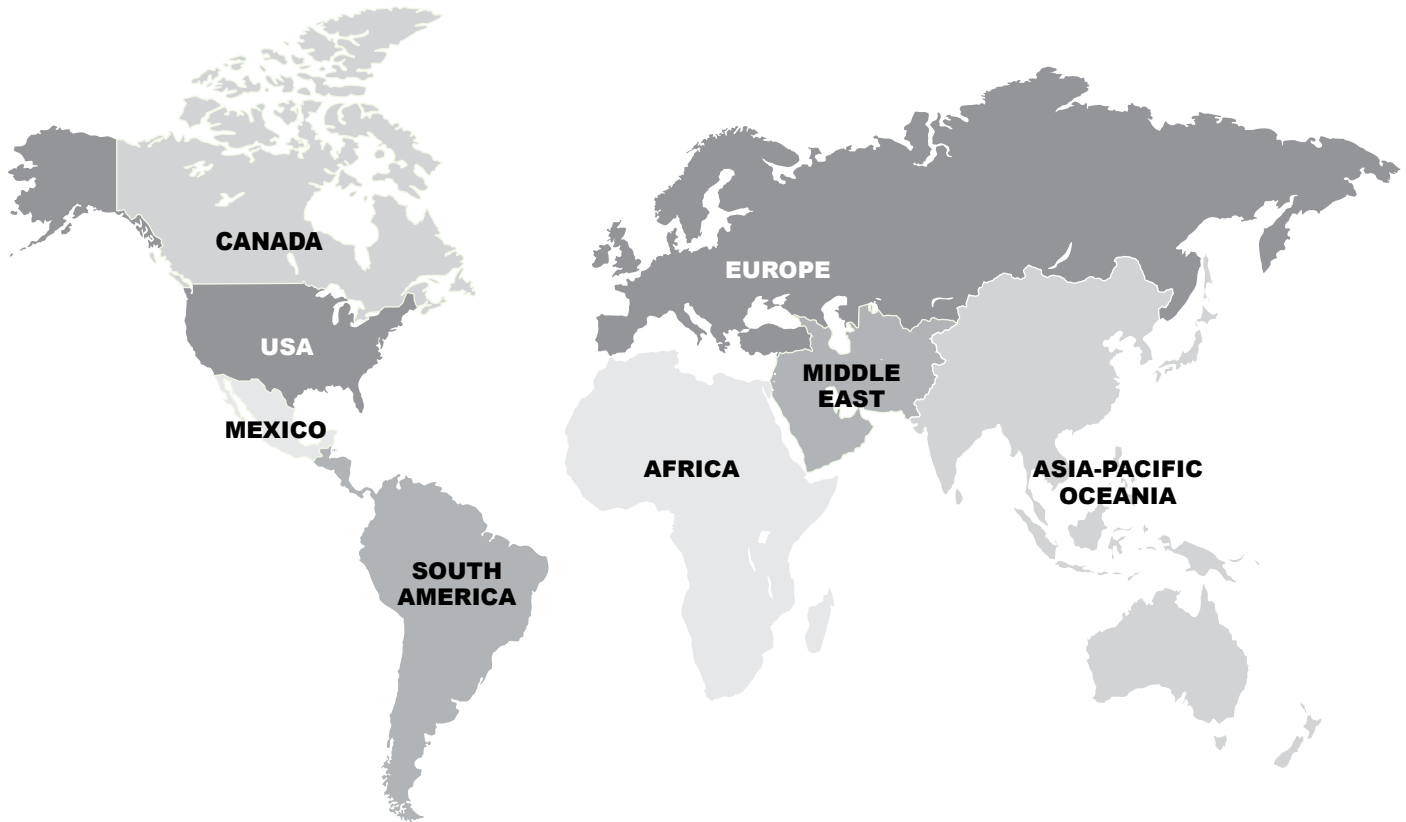 CANADA
EUROPE
USA
MIDDLE
EAST
MEXICO
AFRICA
ASIA-PACIFIC
OCEANIA
SOUTH
AMERICA